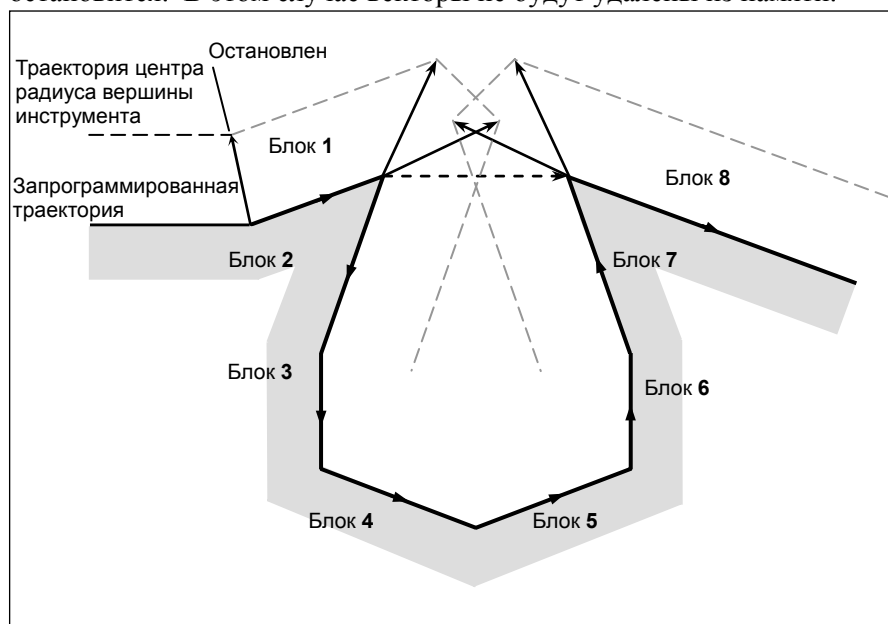 остановится. В этом случае векторы не будут удалены из памяти.
Остановлен
Траектория центра
радиуса вершины
инструмента
Блок 1
Блок 8
Запрограммированная
траектория
Блок 2
Блок 7
Блок 3
Блок 6
Блок 4
Блок 5